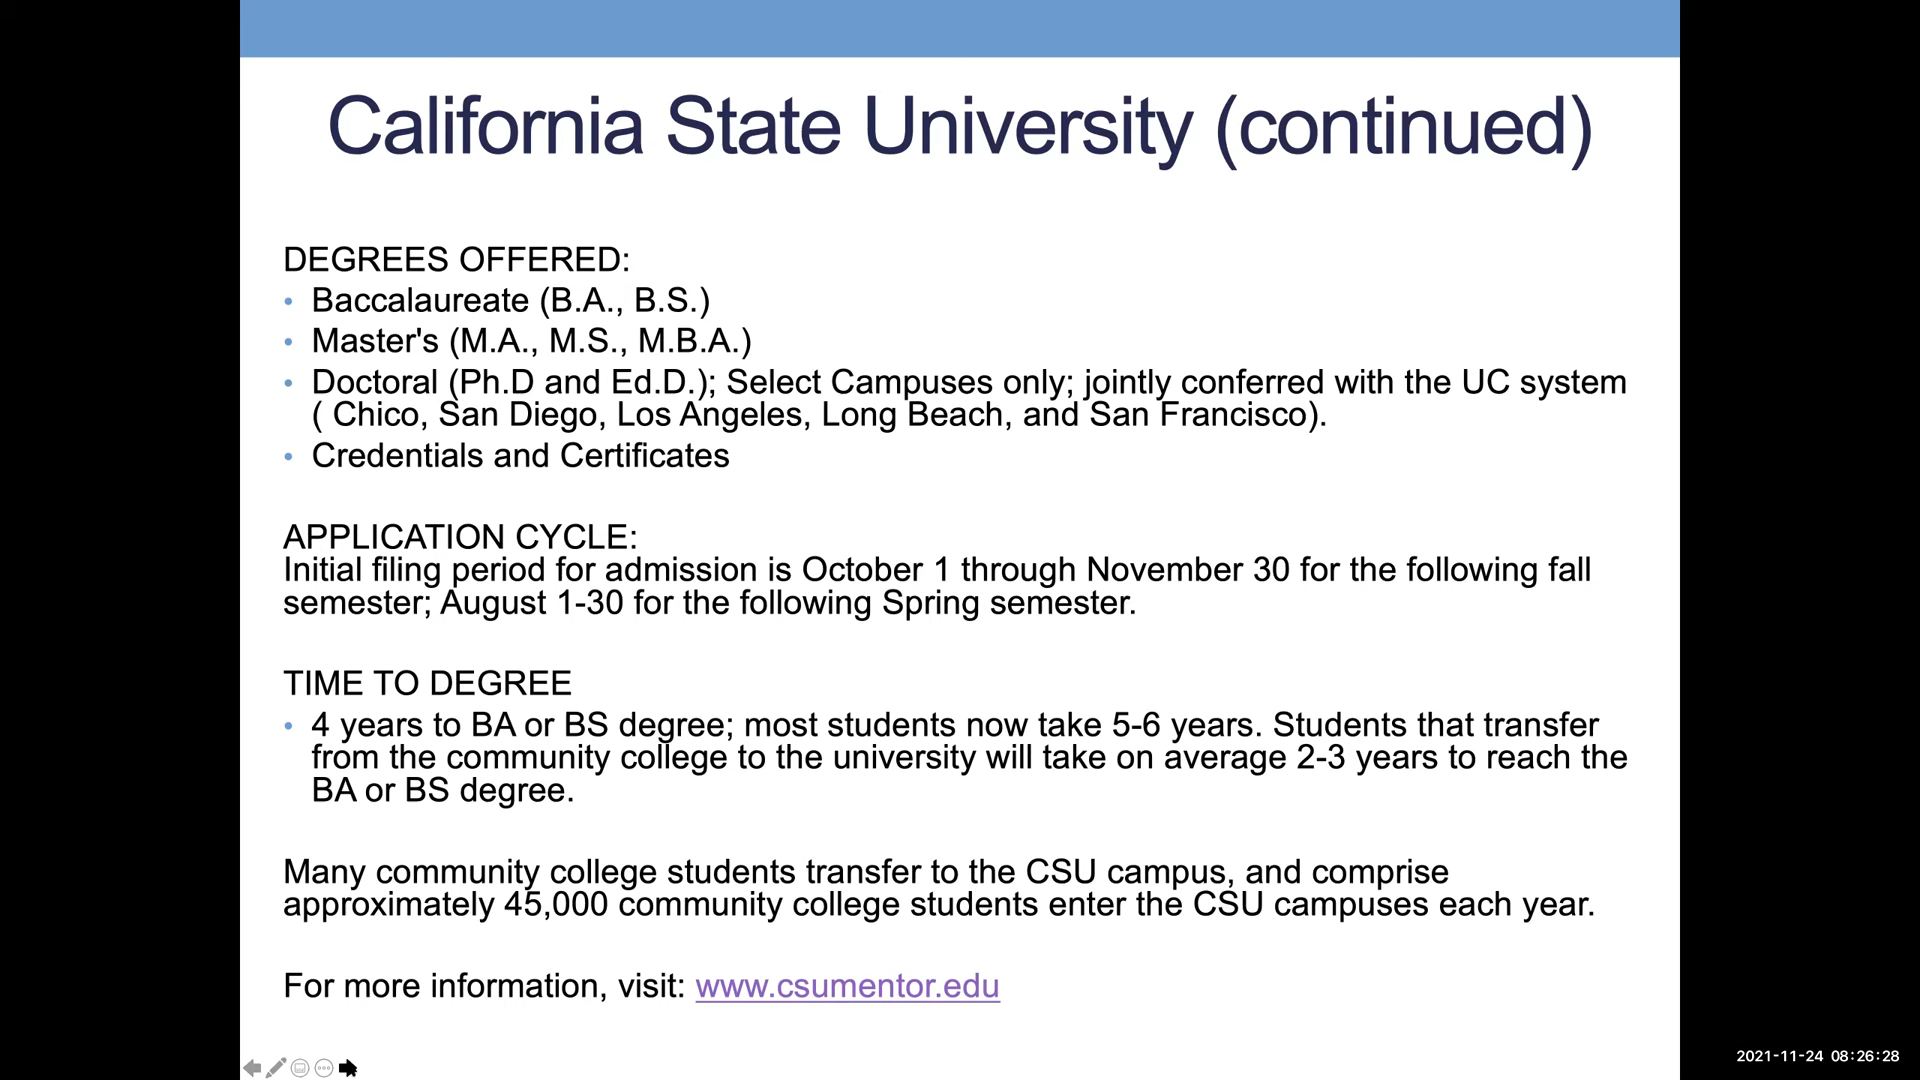 California State University (continued)
DEGREES OFFERED:
• Baccalaureate (B.A., B.S.)
• Master's (M.A., M.S., M.B.A.)
• Doctoral (Ph.D and Ed.D.); Select Campuses only; jointly conferred with the UC system
( Chico, San Diego, Los Angeles, Long Beach, and San Francisco).
• Credentials and Certificates
APPLICATION CYCLE:
Initial filing period for admission is October 1 through November 30 for the following fall
semester; August 1-30 for the following Spring semester.
TIME TO DEGREE
• 4 years to BA or BS degree; most students now take 5-6 years. Students that transfer
from the community college to the university will take on average 2-3 years to reach the
BA or BS degree.
Many community college students transfer to the CSU campus, and comprise
approximately 45,000 community college students enter the CSU campuses each year.
For more information, visit: www.csumentor.edu
2021-11-24 08:26:28